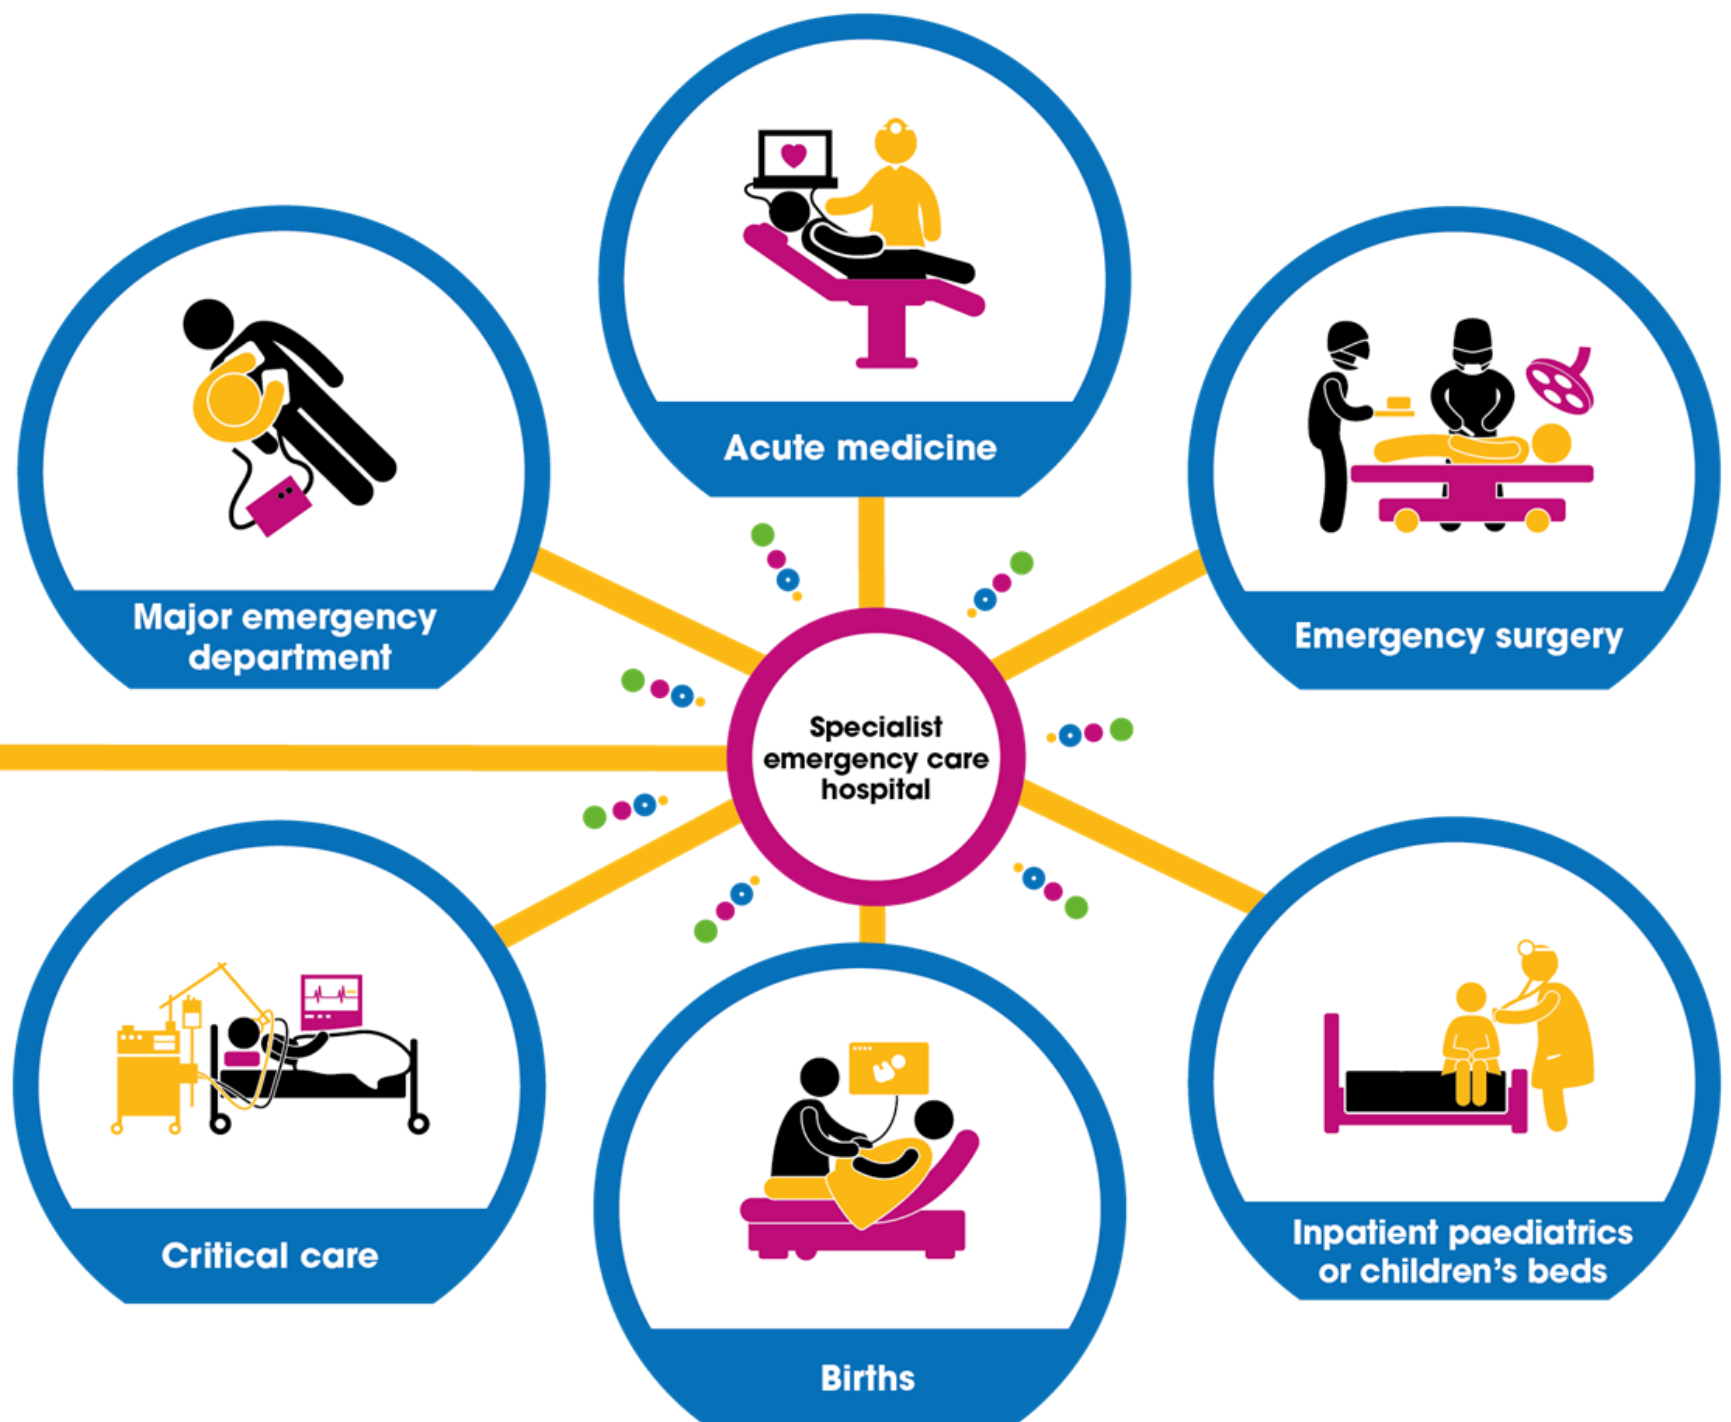 Acute medicine
Major emergency
department
Emergency surgery
Specialist
emergency care
hospital
Critical care
Births
Inpatient paediatrics
or children's beds